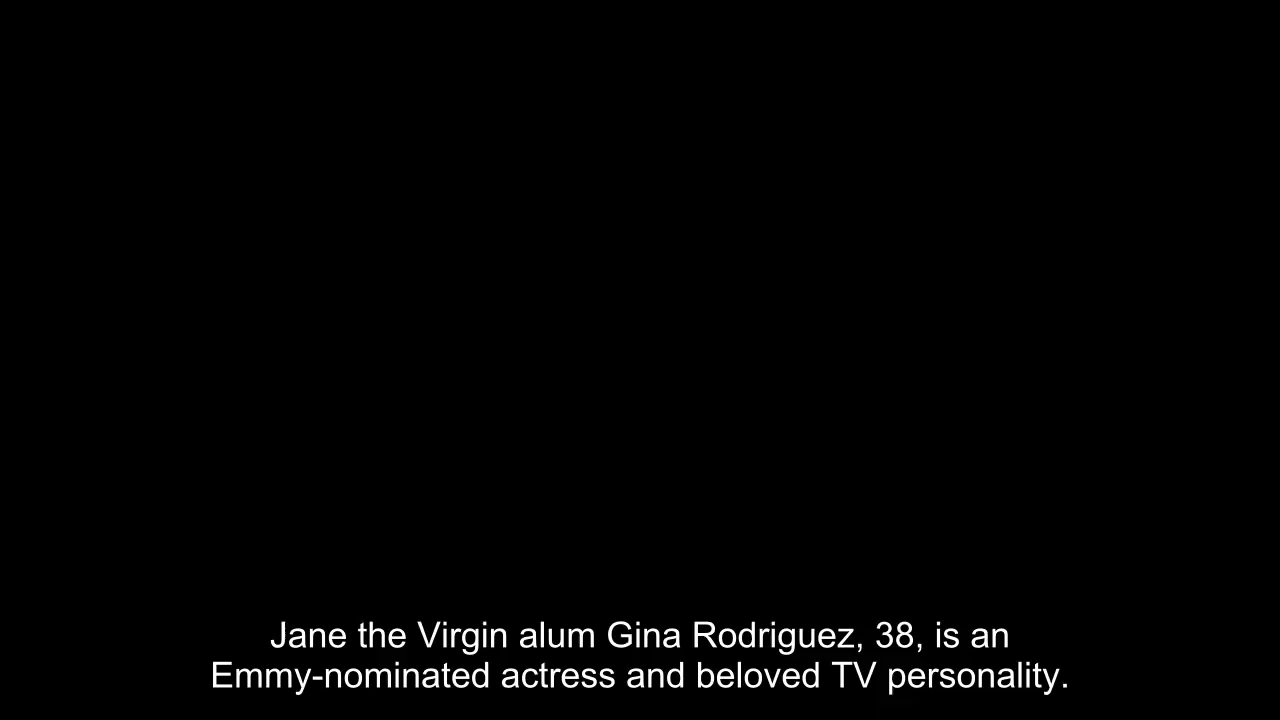 Jane the Virgin alum Gina Rodriguez, 38, is an
Emmy-nominated actress and beloved TV personality.